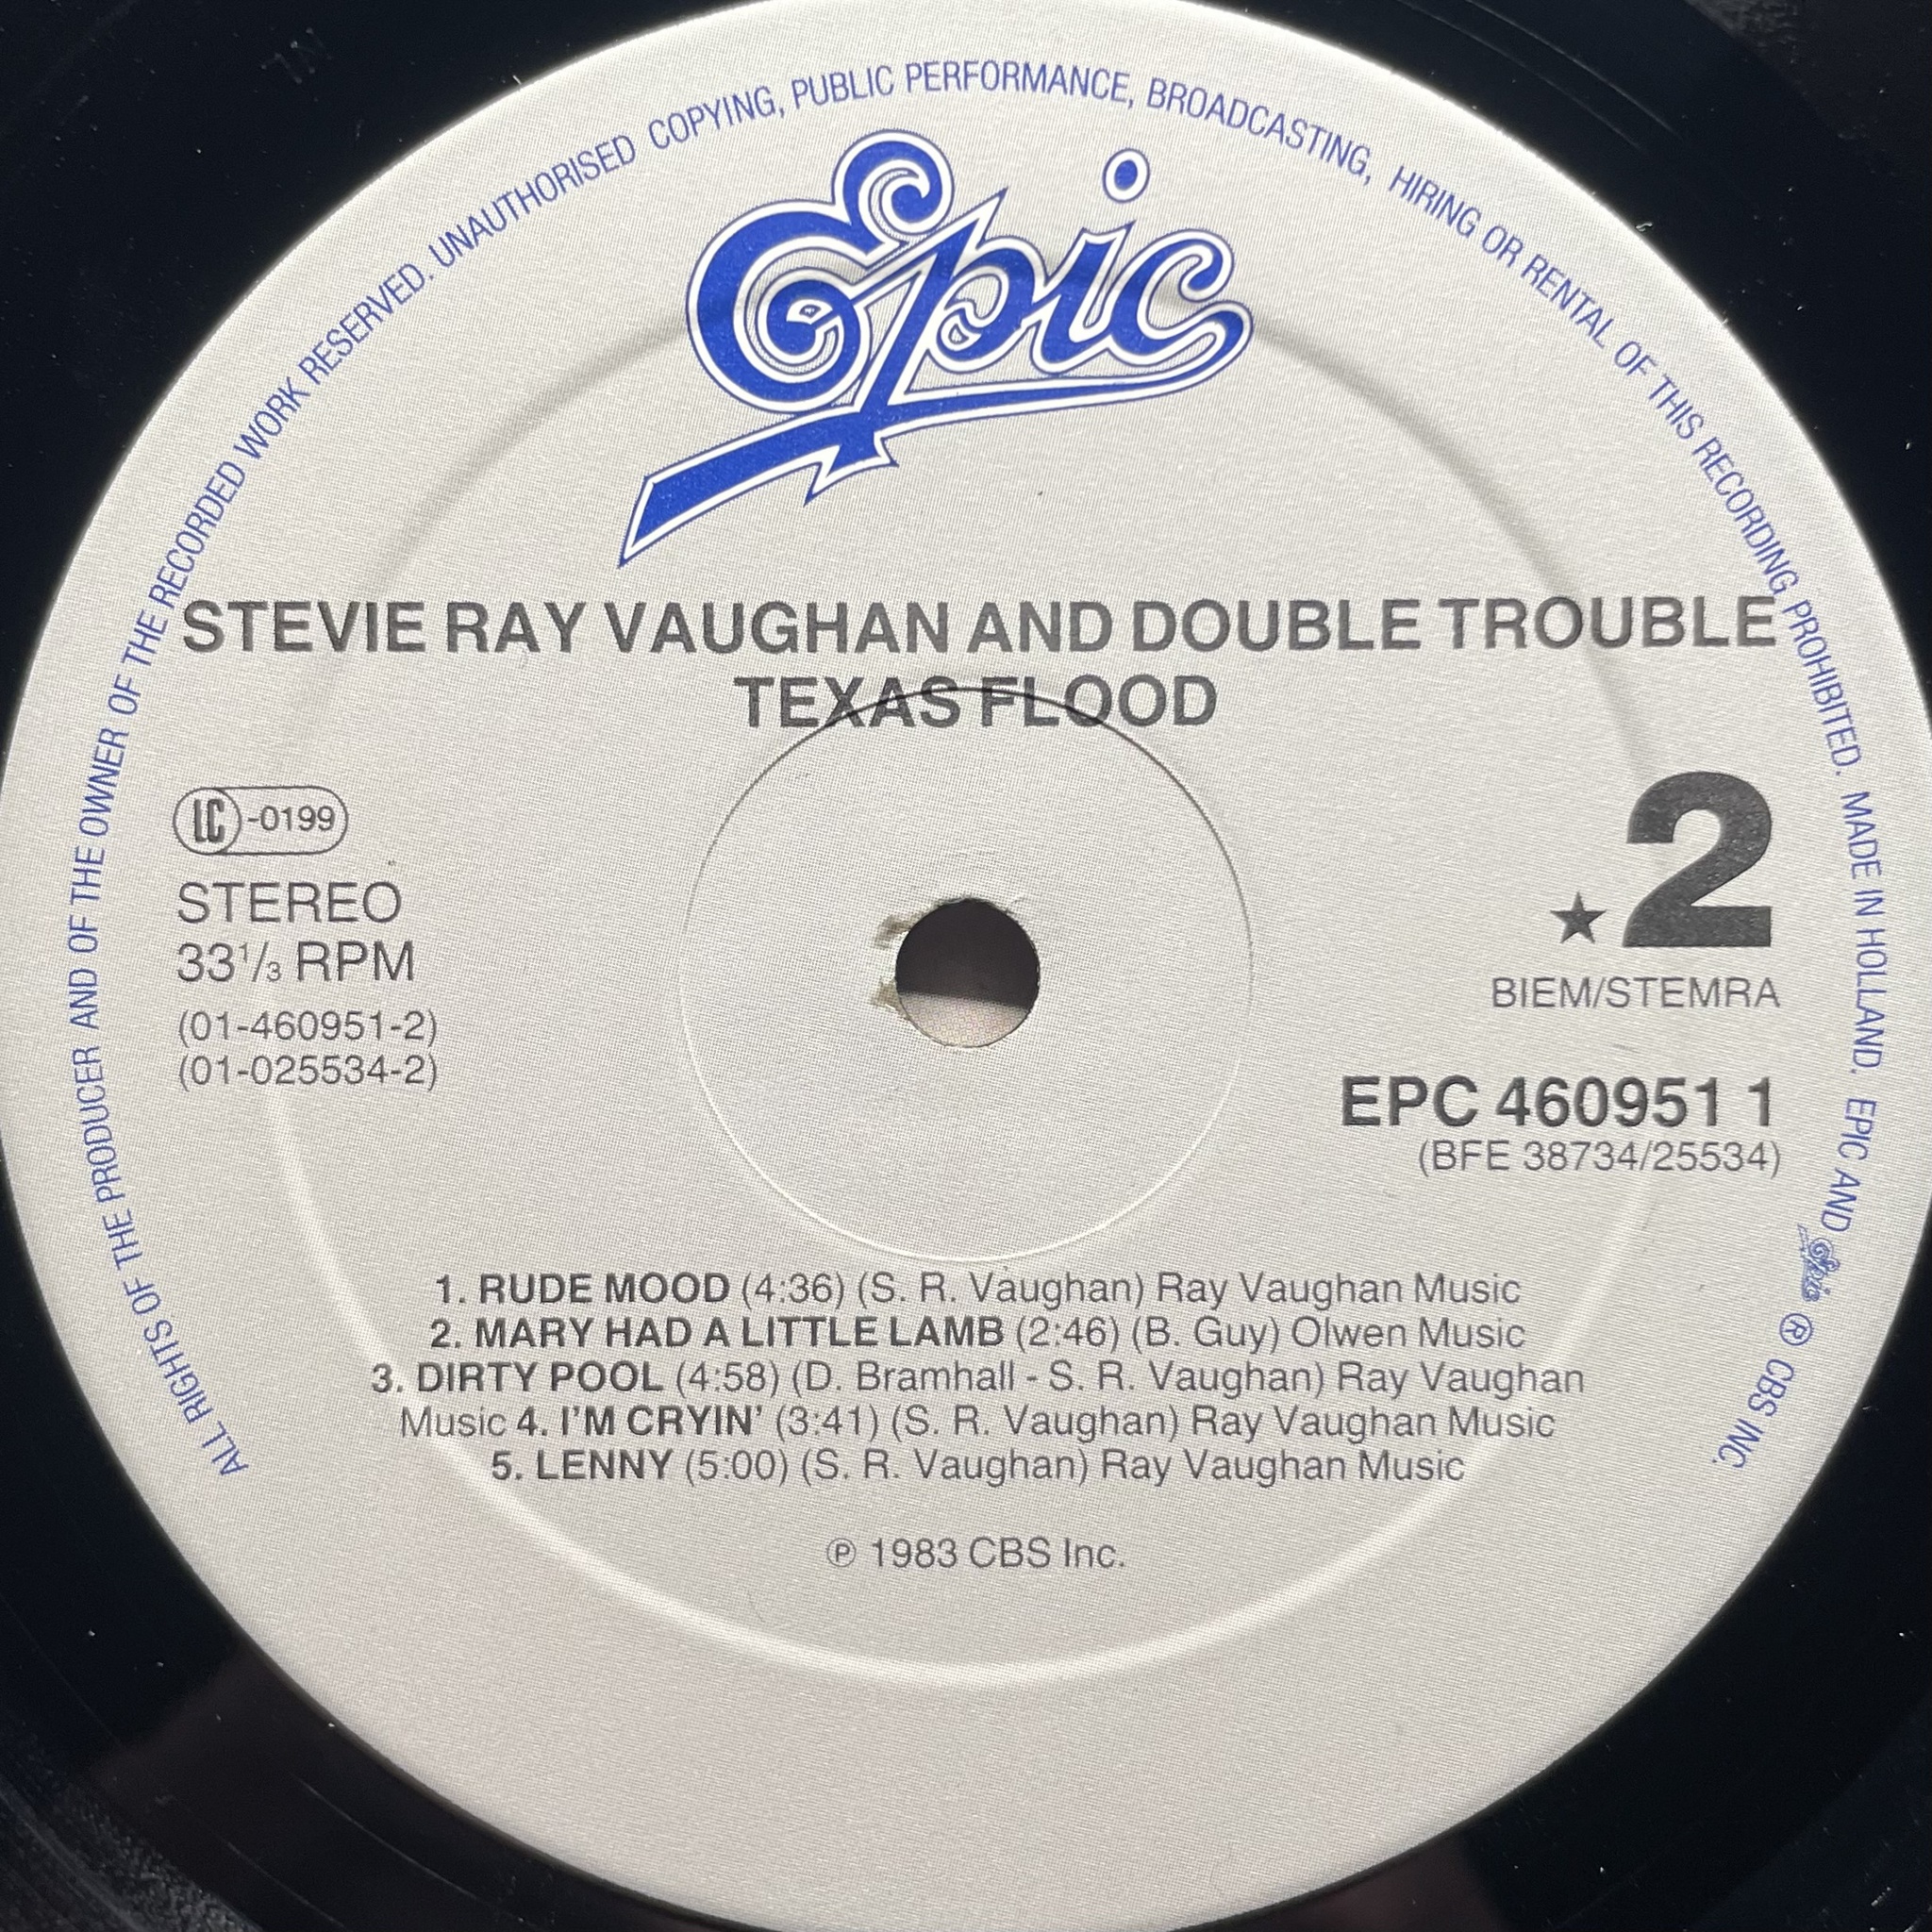 ALL RIGHTS OF THE PRODUCER AND OF THE OWNER OF THE RECORDED WORK RESERVED. UNAUTHORISED COPYING, PUBLIC PERFORMANCE, BROADCASTING, HIRING OR RENTAL OF THIS RECORDING PROHIBITED. MADE IN HOLLAND. EPIC AND Epic ® CBS INC.
Epic
STEVIE RAY VAUGHAN AND DOUBLE TROUBLE
TEXAS FLOOD
LC-0199
STEREO
33 1/3 RPM
(01-460951-2)
(01-025534-2)
★2
BIEM/STEMRA
EPC 460951 1
(BFE 38734/25534)
1. RUDE MOOD (4:36) (S. R. Vaughan) Ray Vaughan Music
2. MARY HAD A LITTLE LAMB (2:46) (B. Guy) Olwen Music
3. DIRTY POOL (4:58) (D. Bramhall - S. R. Vaughan) Ray Vaughan
Music 4. I'M CRYIN' (3:41) (S. R. Vaughan) Ray Vaughan Music
5. LENNY (5:00) (S. R. Vaughan) Ray Vaughan Music
℗ 1983 CBS Inc.